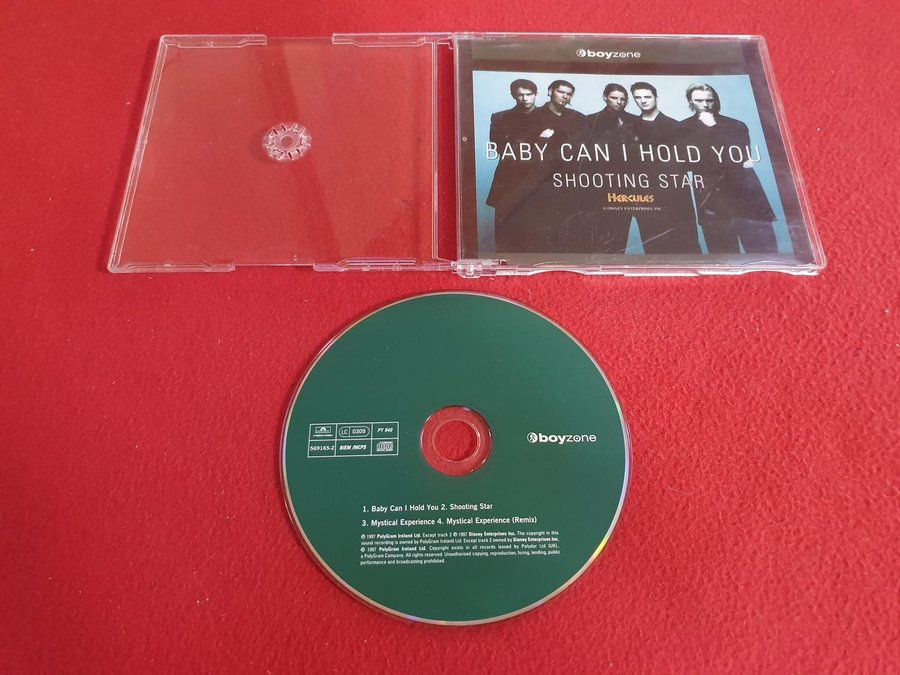 boyzone
BABY CAN I HOLD YOU
SHOOTING STAR
HERCULES
© DISNEY ENTERPRISES, INC.
LC 0309
PY 940
569165-2
BIEM/MCPS
boyzone
1. Baby Can I Hold You 2. Shooting Star
3. Mystical Experience 4. Mystical Experience (Remix)
℗ 1997 PolyGram Ireland Ltd. Except track 2 ℗ 1997 Disney Enterprises Inc. The copyright in this
sound recording is owned by PolyGram Ireland Ltd. Except track 2 owned by Disney Enterprises Inc.
© 1997 PolyGram Ireland Ltd. Copyright exists in all records issued by Polydor Ltd (UK),
a PolyGram Company. All rights reserved. Unauthorised copying, reproduction, hiring, lending, public
performance and broadcasting prohibited.